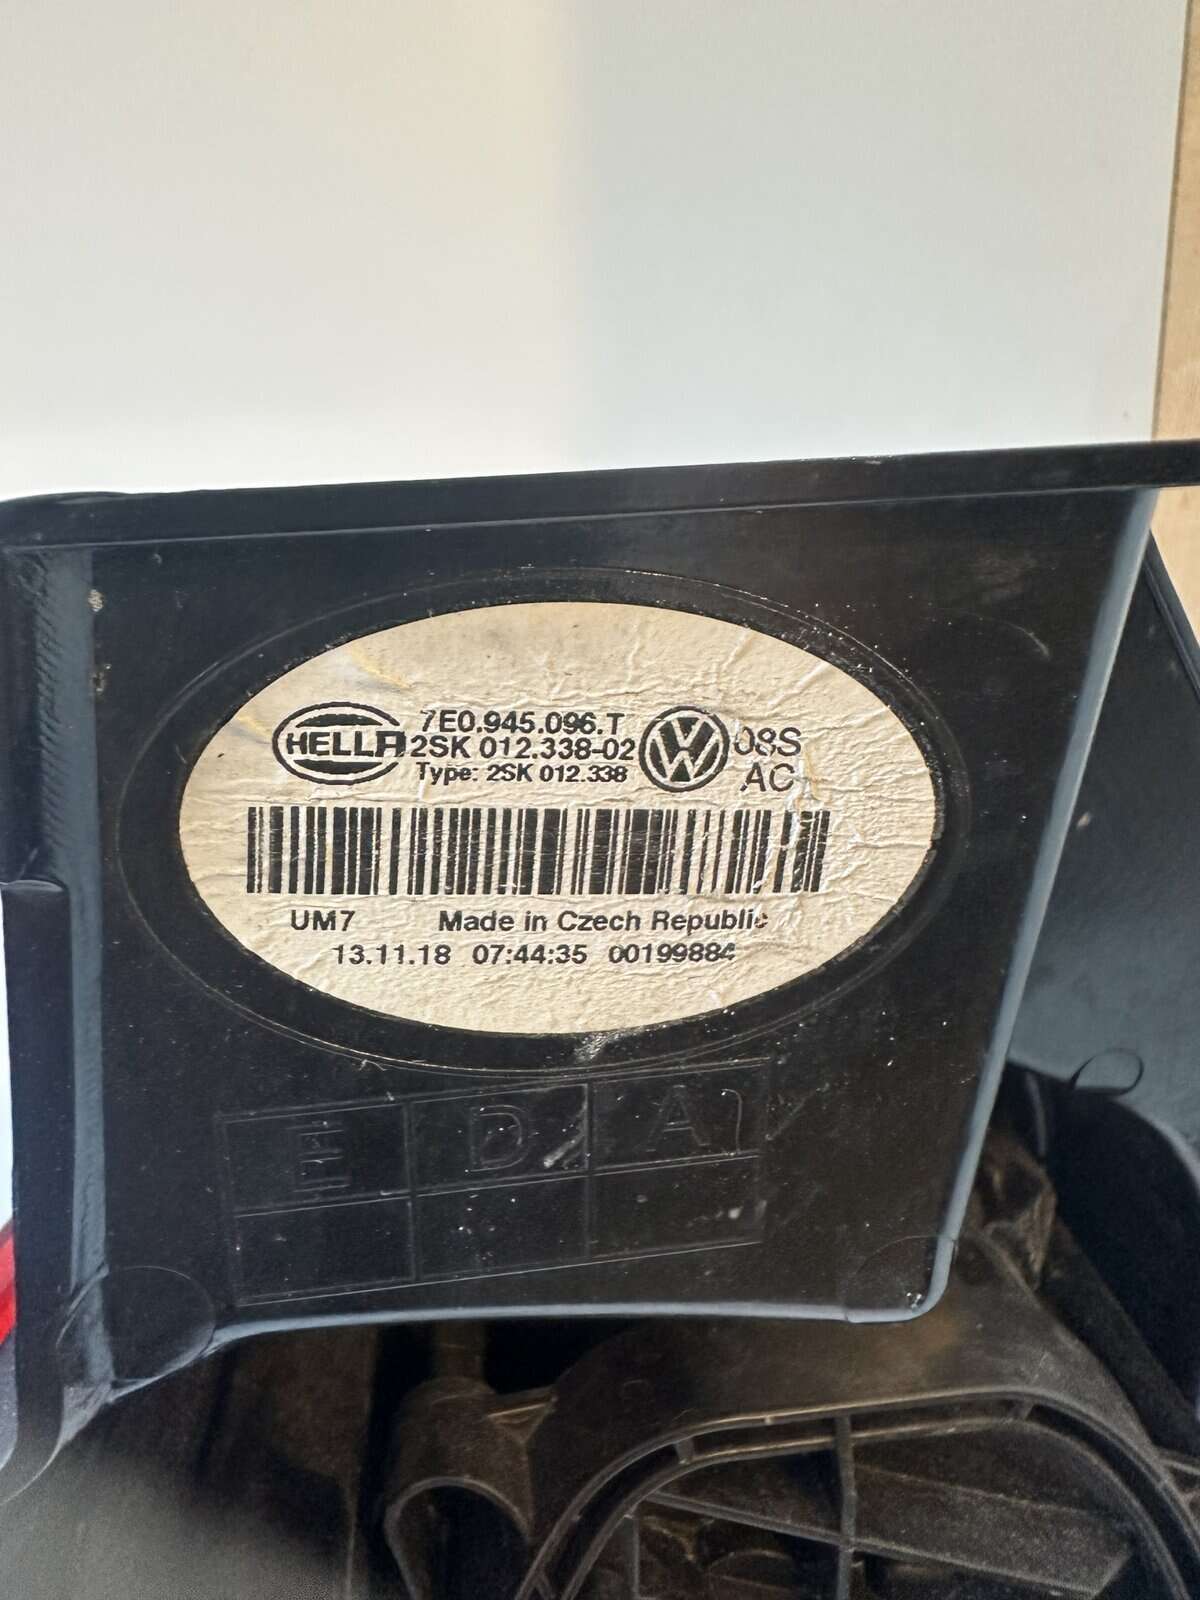 HELLA
7E0.945.096.T
2SK 012.338-02
Type: 2SK 012.338
08S
AC
UM7 Made in Czech Republic
13.11.18 07:44:35 00199884
E D A